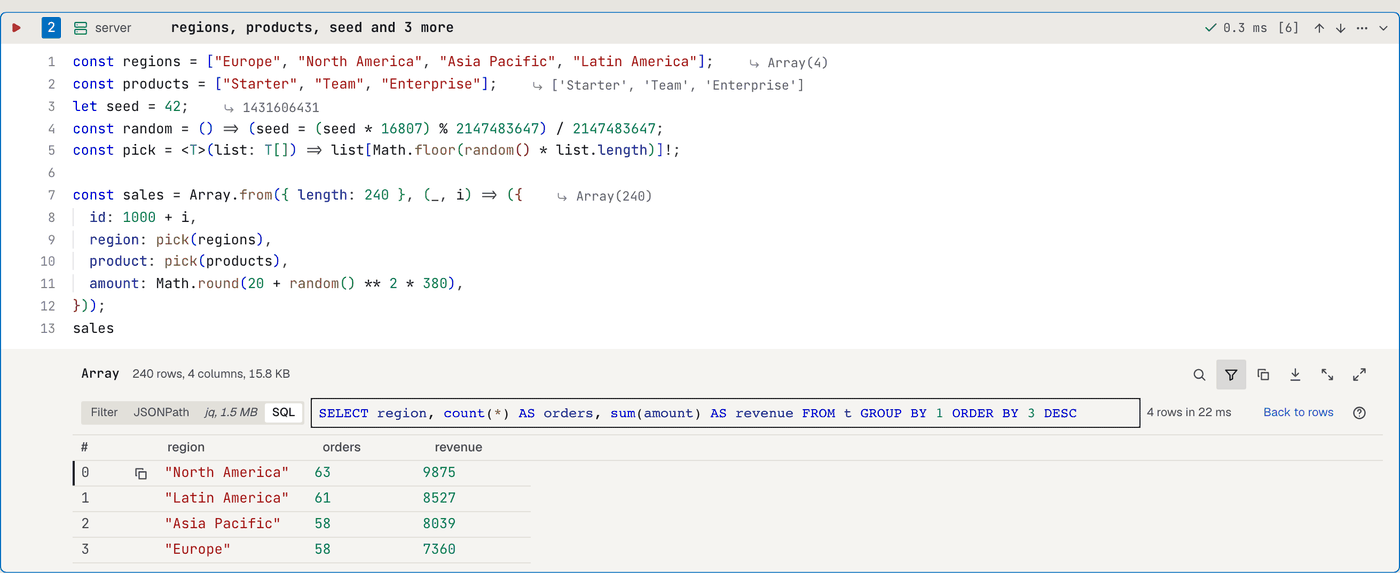 2 server regions, products, seed and 3 more ✓ 0.3 ms [6] ↑ ↓ ···
1 const regions = ["Europe", "North America", "Asia Pacific", "Latin America"]; ↳ Array(4)
2 const products = ["Starter", "Team", "Enterprise"]; ↳ ['Starter', 'Team', 'Enterprise']
3 let seed = 42; ↳ 1431606431
4 const random = () => (seed = (seed * 16807) % 2147483647) / 2147483647;
5 const pick = <T>(list: T[]) => list[Math.floor(random() * list.length)]!;
6
7 const sales = Array.from({ length: 240 }, (_, i) => ({ ↳ Array(240)
8 id: 1000 + i,
9 region: pick(regions),
10 product: pick(products),
11 amount: Math.round(20 + random() ** 2 * 380),
12 }));
13 sales
Array 240 rows, 4 columns, 15.8 KB
Filter JSONPath jq, 1.5 MB SQL SELECT region, count(*) AS orders, sum(amount) AS revenue FROM t GROUP BY 1 ORDER BY 3 DESC 4 rows in 22 ms Back to rows ?
# region orders revenue
0 "North America" 63 9875
1 "Latin America" 61 8527
2 "Asia Pacific" 58 8039
3 "Europe" 58 7360